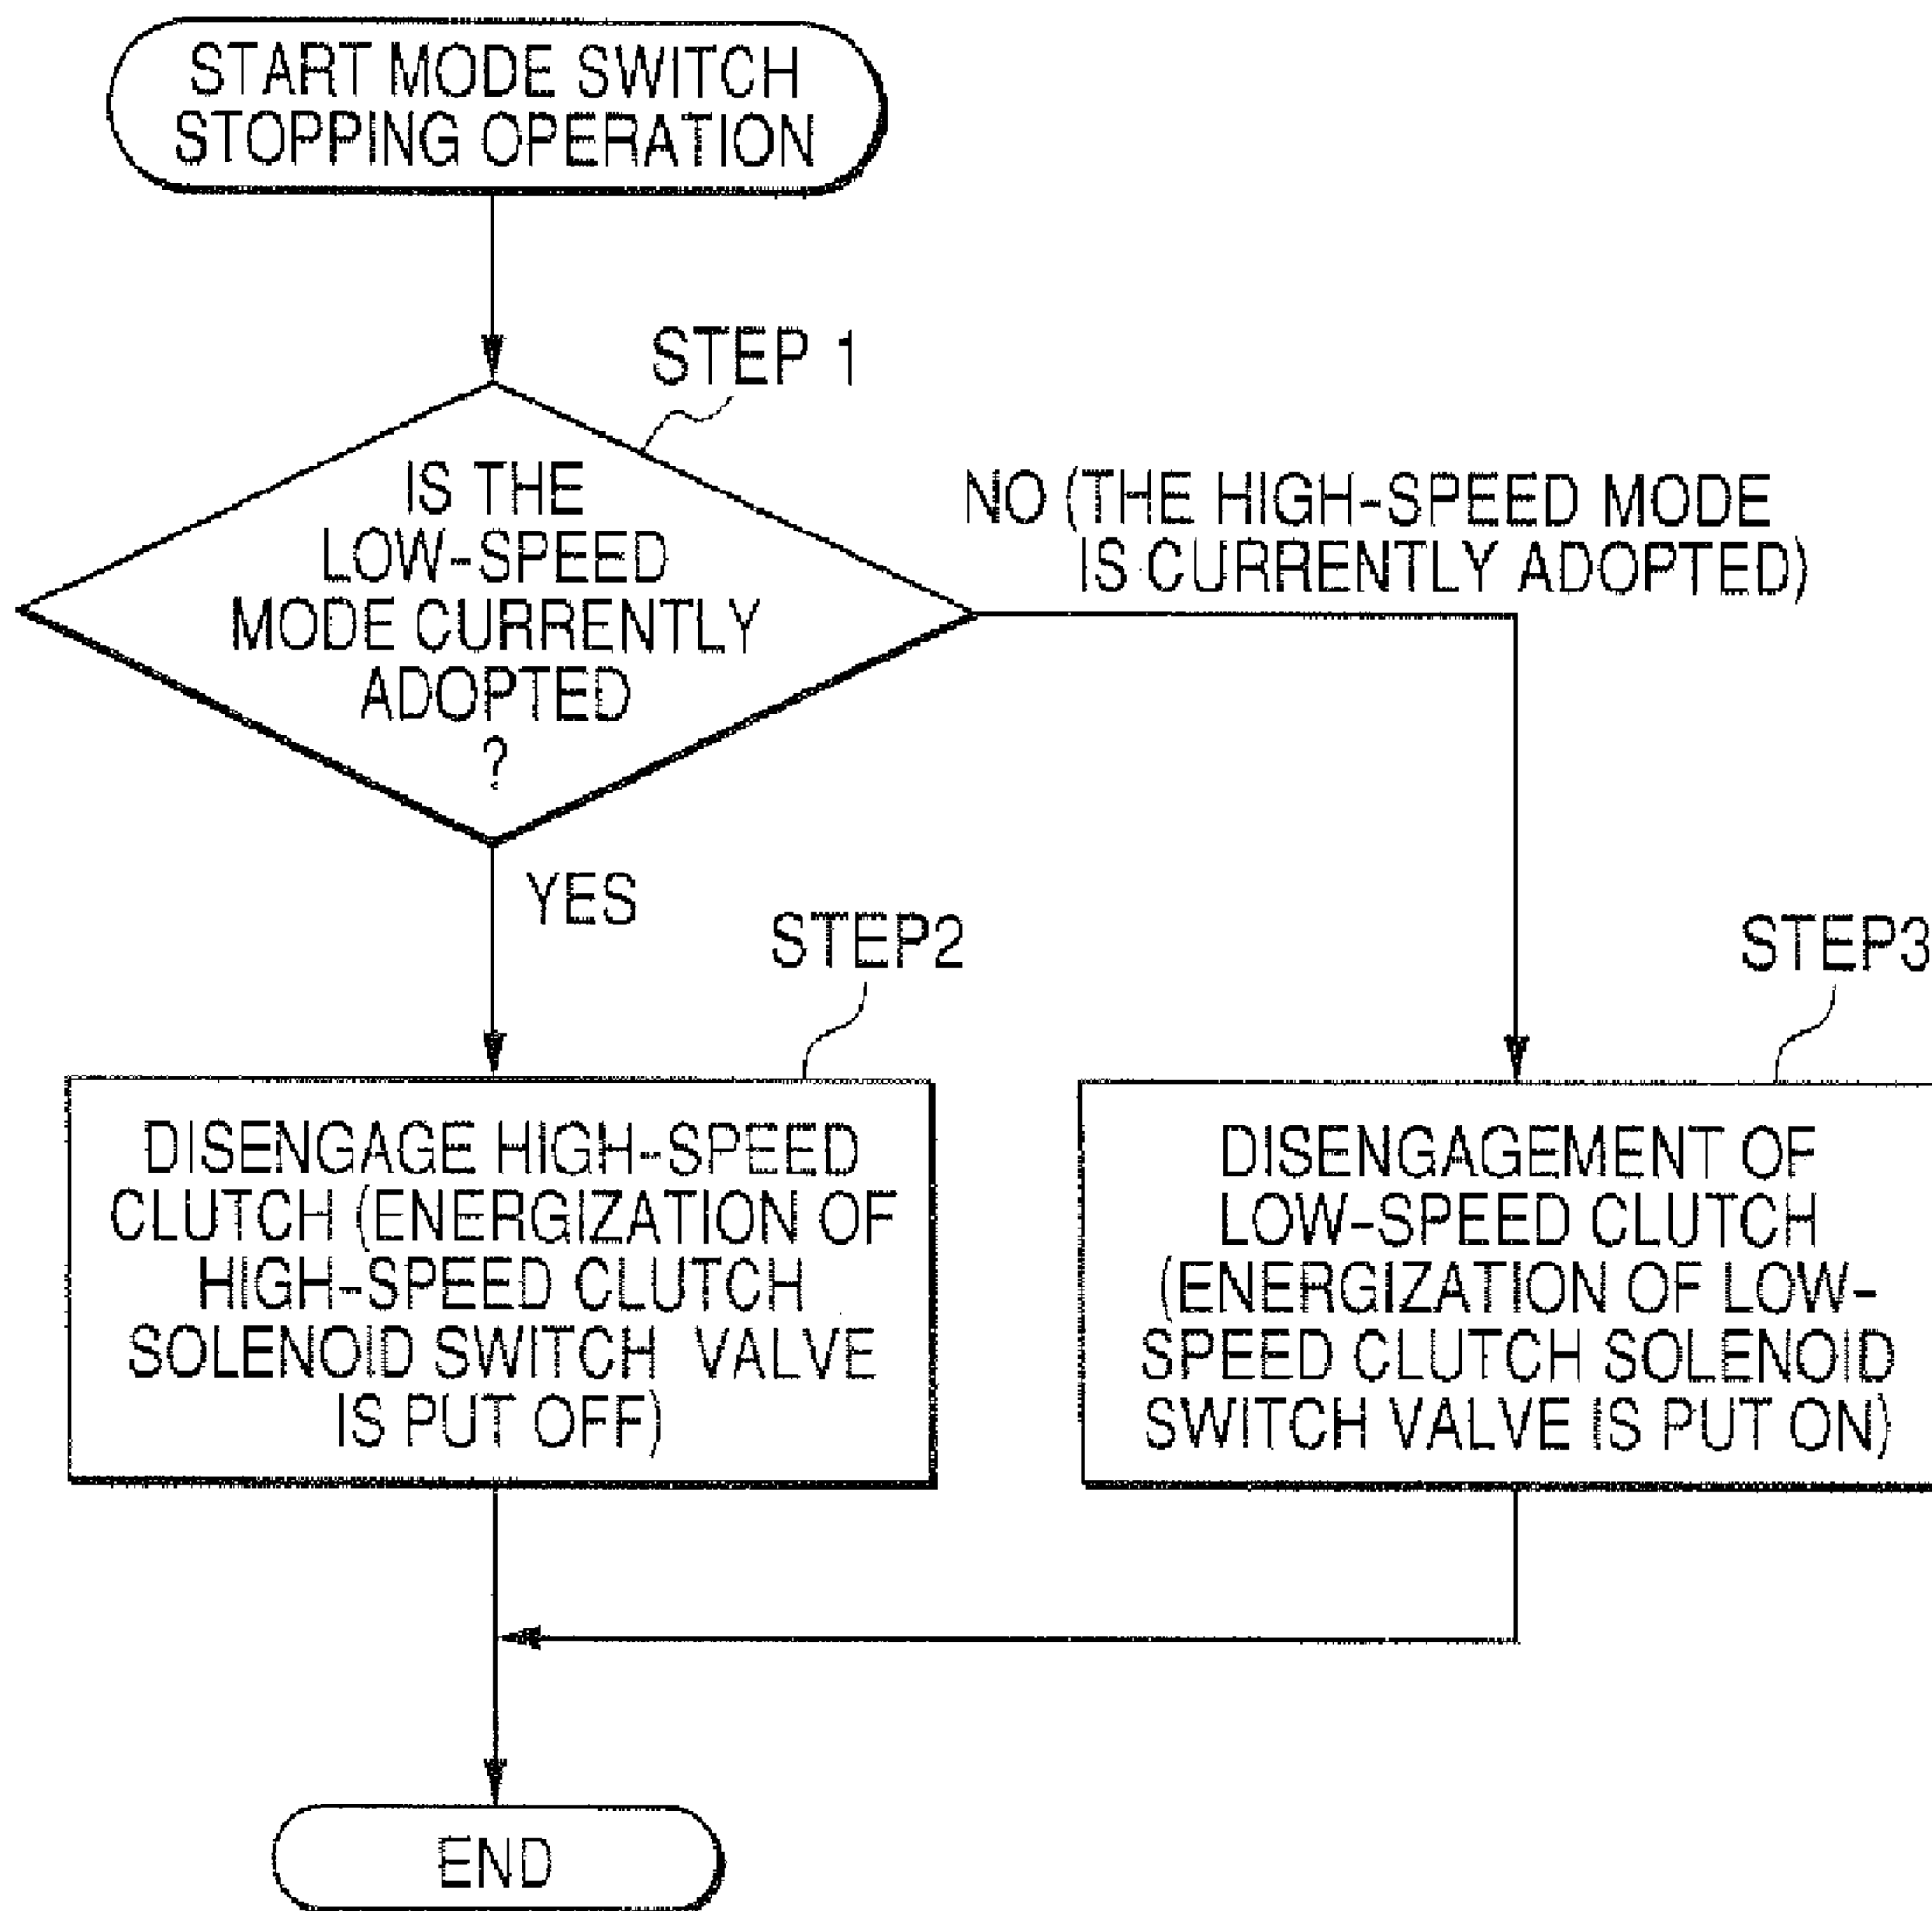 START MODE SWITCH
STOPPING OPERATION
STEP 1
IS THE
LOW-SPEED
MODE CURRENTLY
ADOPTED
?
NO (THE HIGH-SPEED MODE
IS CURRENTLY ADOPTED)
YES
STEP2
STEP3
DISENGAGE HIGH-SPEED
CLUTCH (ENERGIZATION OF
HIGH-SPEED CLUTCH
SOLENOID SWITCH VALVE
IS PUT OFF)
DISENGAGEMENT OF
LOW-SPEED CLUTCH
(ENERGIZATION OF LOW-
SPEED CLUTCH SOLENOID
SWITCH VALVE IS PUT ON)
END